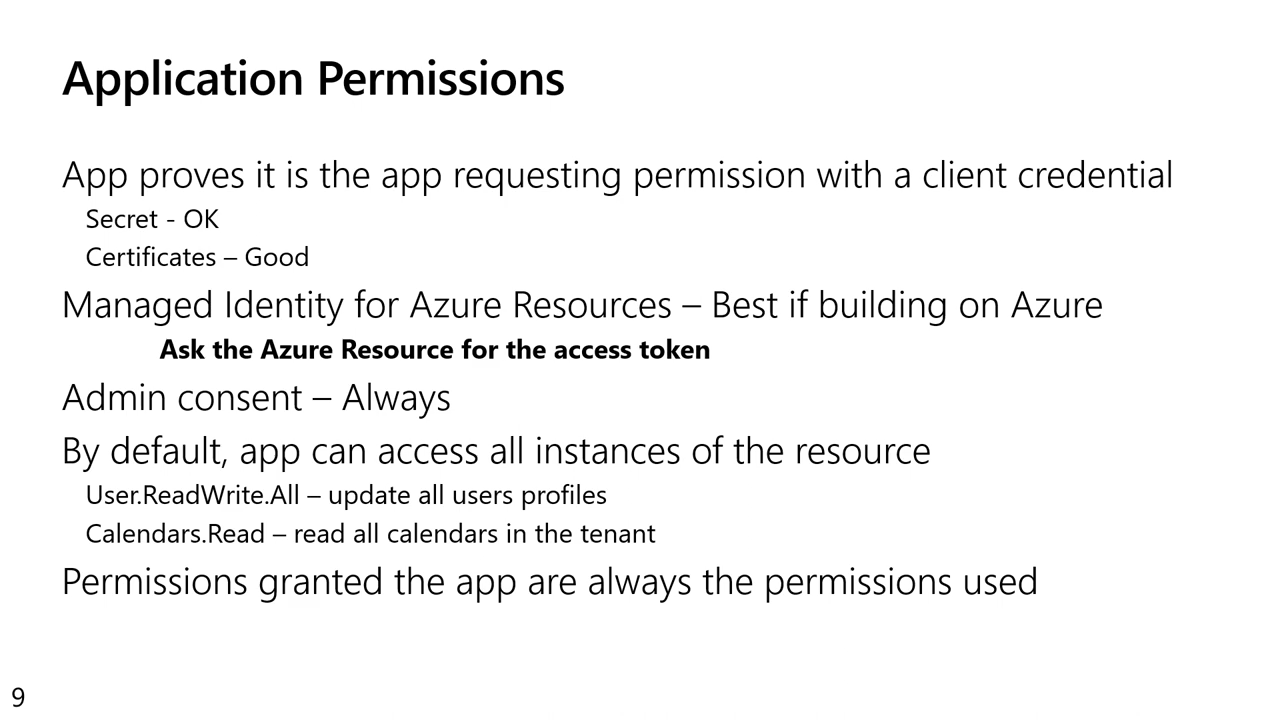 Application Permissions
App proves it is the app requesting permission with a client credential
Secret - OK
Certificates – Good
Managed Identity for Azure Resources – Best if building on Azure
Ask the Azure Resource for the access token
Admin consent – Always
By default, app can access all instances of the resource
User.ReadWrite.All – update all users profiles
Calendars.Read – read all calendars in the tenant
Permissions granted the app are always the permissions used
9